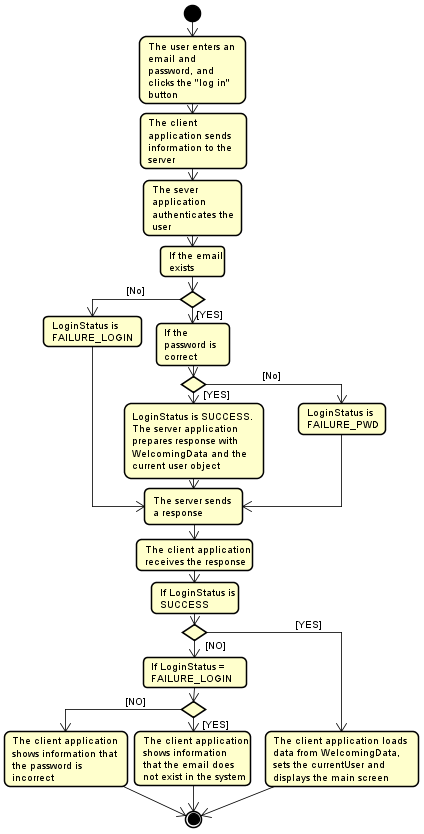 The user enters an
email and
password, and
clicks the "log in"
button
The client
application sends
information to the
server
The sever
application
authenticates the
user
If the email
exists
[No]
[YES]
LoginStatus is
FAILURE_LOGIN
If the
password is
correct
[No]
[YES]
LoginStatus is SUCCESS.
The server application
prepares response with
WelcomingData and the
current user object
LoginStatus is
FAILURE_PWD
The server sends
a response
The client application
receives the response
If LoginStatus is
SUCCESS
[YES]
[NO]
If LoginStatus =
FAILURE_LOGIN
[NO]
[YES]
The client application
shows information that
the password is
incorrect
The client application
shows information
that the email does
not exist in the system
The client application loads
data from WelcomingData,
sets the currentUser and
displays the main screen